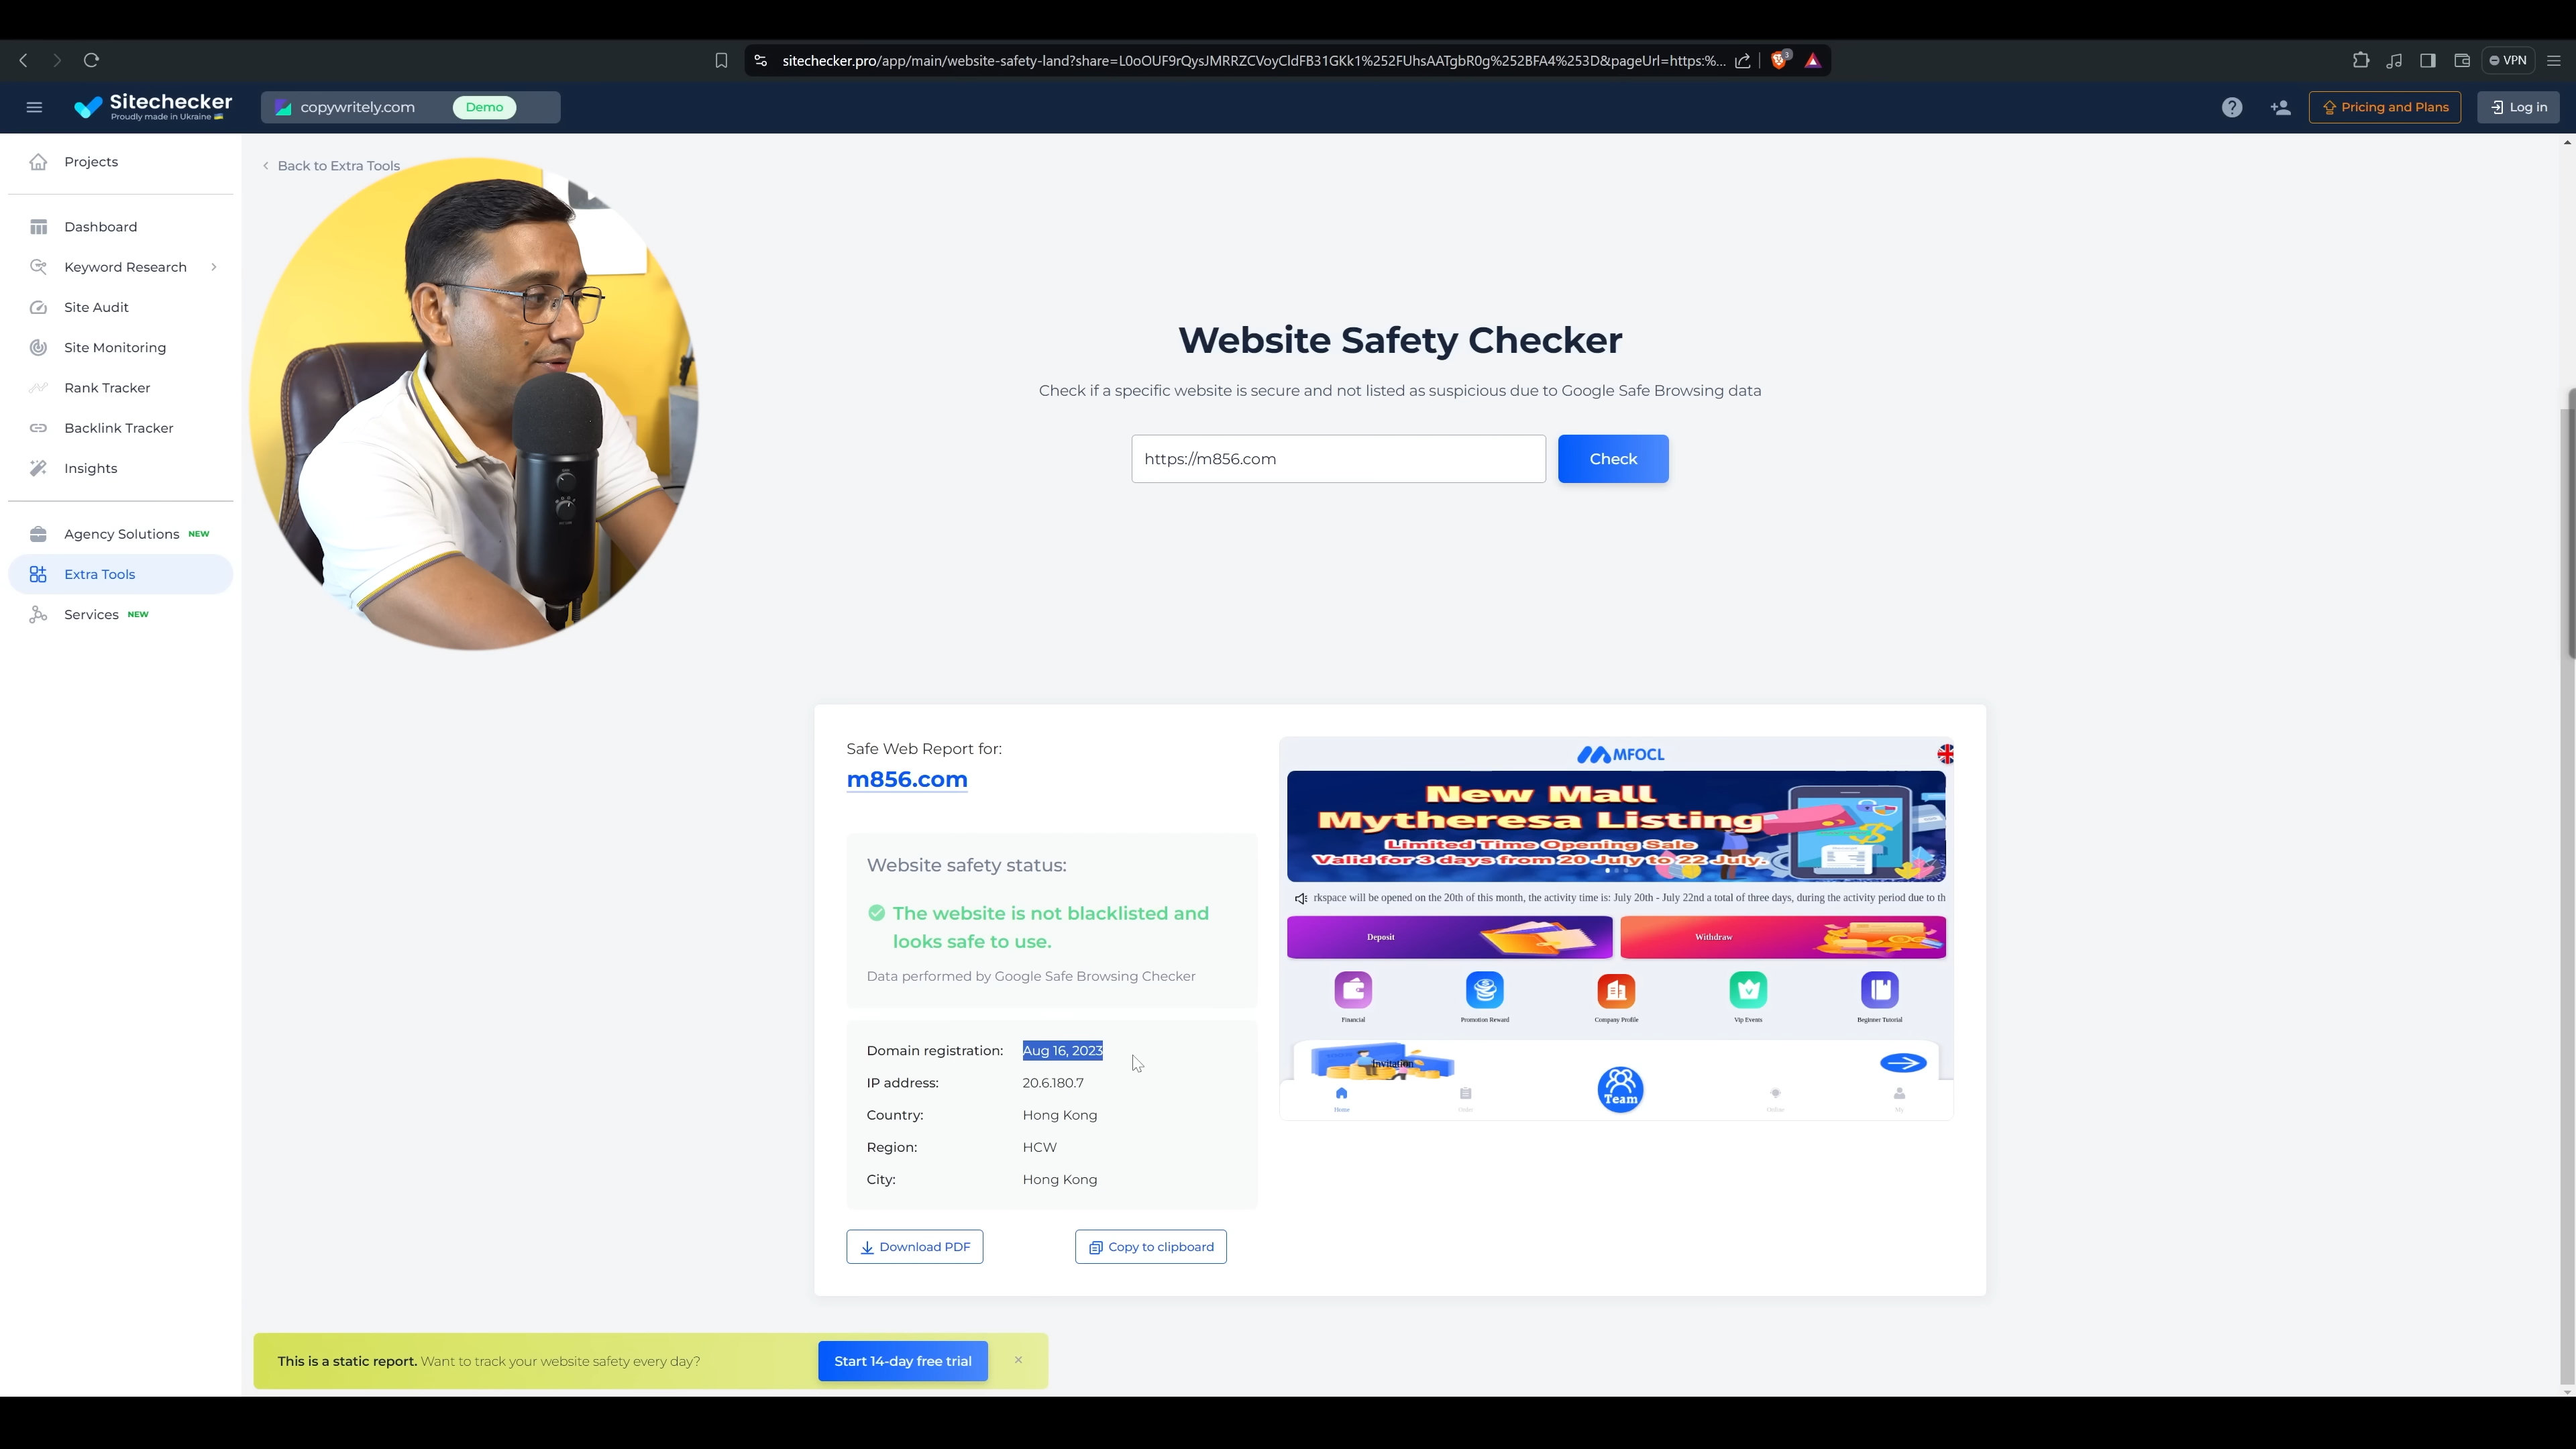 sitechecker.pro/app/main/website-safety-land?share=L0oOUF9rQysJMRRZCVoyCldFB31GKk1%252FUhsAATgbR0g%252BFA4%253D&pageUrl=https:%...
3
VPN
Sitechecker
Proudly made in Ukraine
copywritely.com
Demo
Pricing and Plans
Log in
Projects
Dashboard
Keyword Research
Site Audit
Site Monitoring
Rank Tracker
Backlink Tracker
Insights
Agency Solutions NEW
Extra Tools
Services NEW
Back to Extra Tools
Website Safety Checker
Check if a specific website is secure and not listed as suspicious due to Google Safe Browsing data
https://m856.com
Check
Safe Web Report for:
m856.com
Website safety status:
The website is not blacklisted and
looks safe to use.
Data performed by Google Safe Browsing Checker
Domain registration: Aug 16, 2023
IP address: 20.6.180.7
Country: Hong Kong
Region: HCW
City: Hong Kong
Download PDF
Copy to clipboard
MFOCL
New Mall
Mytheresa Listing
Limited Time Opening Sale
Valid for 3 days from 20 July to 22 July.
rkspace will be opened on the 20th of this month, the activity time is: July 20th - July 22nd a total of three days, during the activity period due to th
Deposit
Withdraw
Financial
Promotion Reward
Company Profile
Vip Events
Beginner Tutorial
Invitation
Team
Home
Order
Online
My
This is a static report. Want to track your website safety every day?
Start 14-day free trial